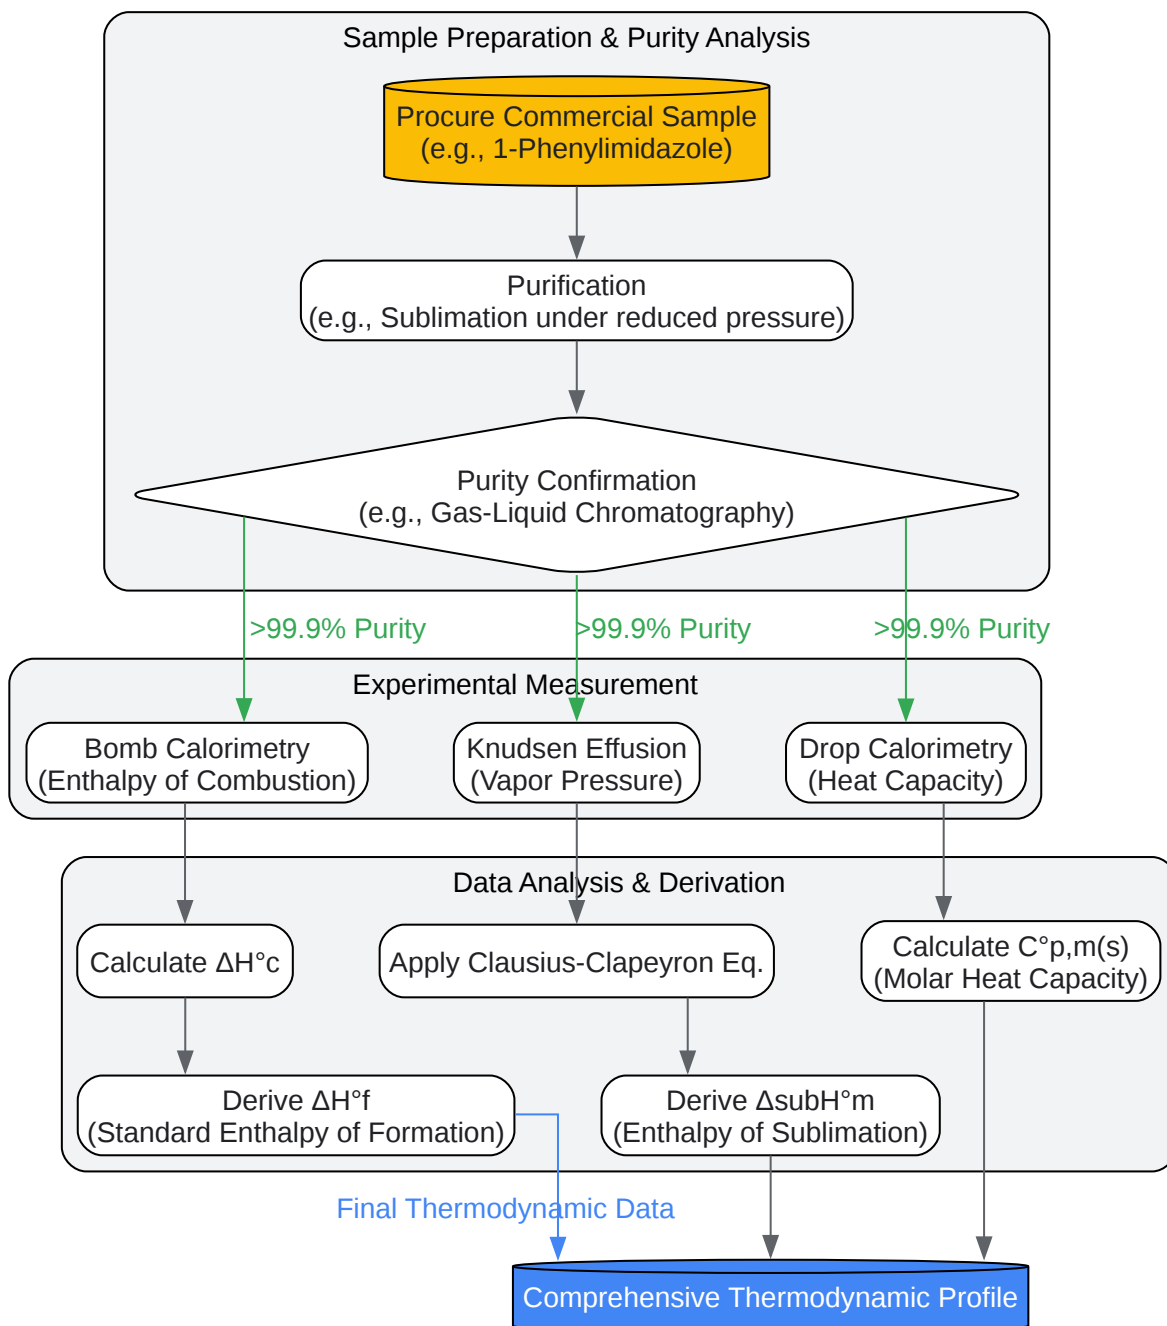 Sample Preparation & Purity Analysis
Procure Commercial Sample
(e.g., 1-Phenylimidazole)
Purification
(e.g., Sublimation under reduced pressure)
Purity Confirmation
(e.g., Gas-Liquid Chromatography)
>99.9% Purity
>99.9% Purity
>99.9% Purity
Experimental Measurement
Bomb Calorimetry
(Enthalpy of Combustion)
Knudsen Effusion
(Vapor Pressure)
Drop Calorimetry
(Heat Capacity)
Data Analysis & Derivation
Calculate ΔH°c
Apply Clausius-Clapeyron Eq.
Calculate C°p,m(s)
(Molar Heat Capacity)
Derive ΔH°f
(Standard Enthalpy of Formation)
Derive ΔsubH°m
(Enthalpy of Sublimation)
Final Thermodynamic Data
Comprehensive Thermodynamic Profile